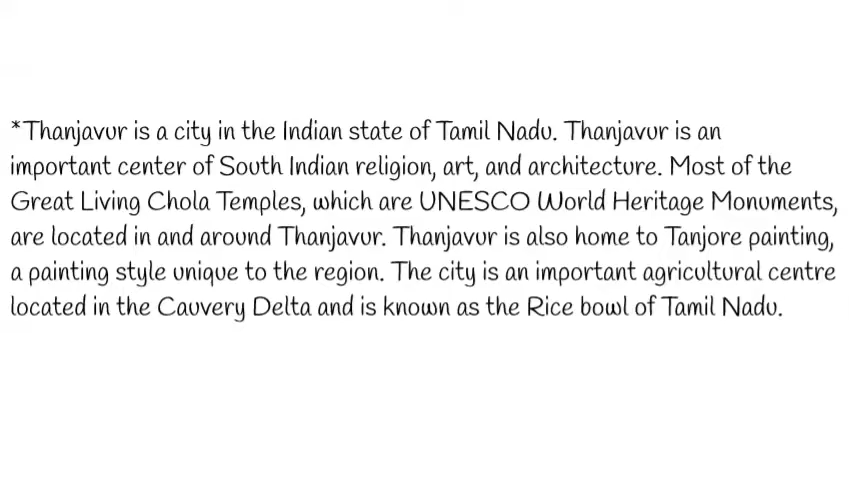 *Thanjavur is a city in the Indian state of Tamil Nadu. Thanjavur is an
important center of South Indian religion, art, and architecture. Most of the
Great Living Chola Temples, which are UNESCO World Heritage Monuments,
are located in and around Thanjavur. Thanjavur is also home to Tanjore painting,
a painting style unique to the region. The city is an important agricultural centre
located in the Cauvery Delta and is known as the Rice bowl of Tamil Nadu.